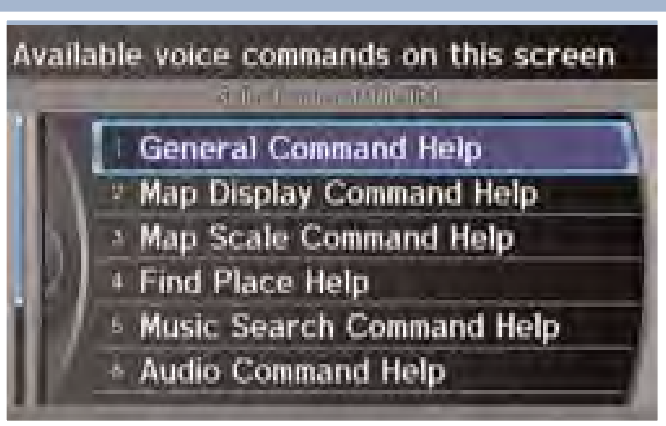 Available voice commands on this screen
1 General Command Help
2 Map Display Command Help
3 Map Scale Command Help
4 Find Place Help
5 Music Search Command Help
6 Audio Command Help